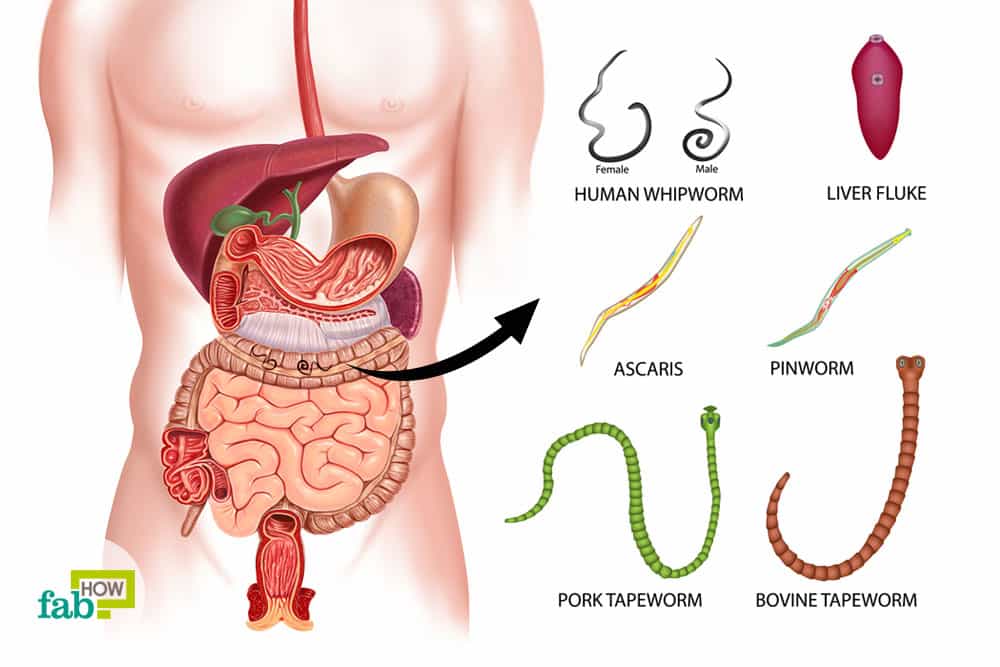 Female
Male
HUMAN WHIPWORM
LIVER FLUKE
ASCARIS
PINWORM
PORK TAPEWORM
BOVINE TAPEWORM
fab HOW